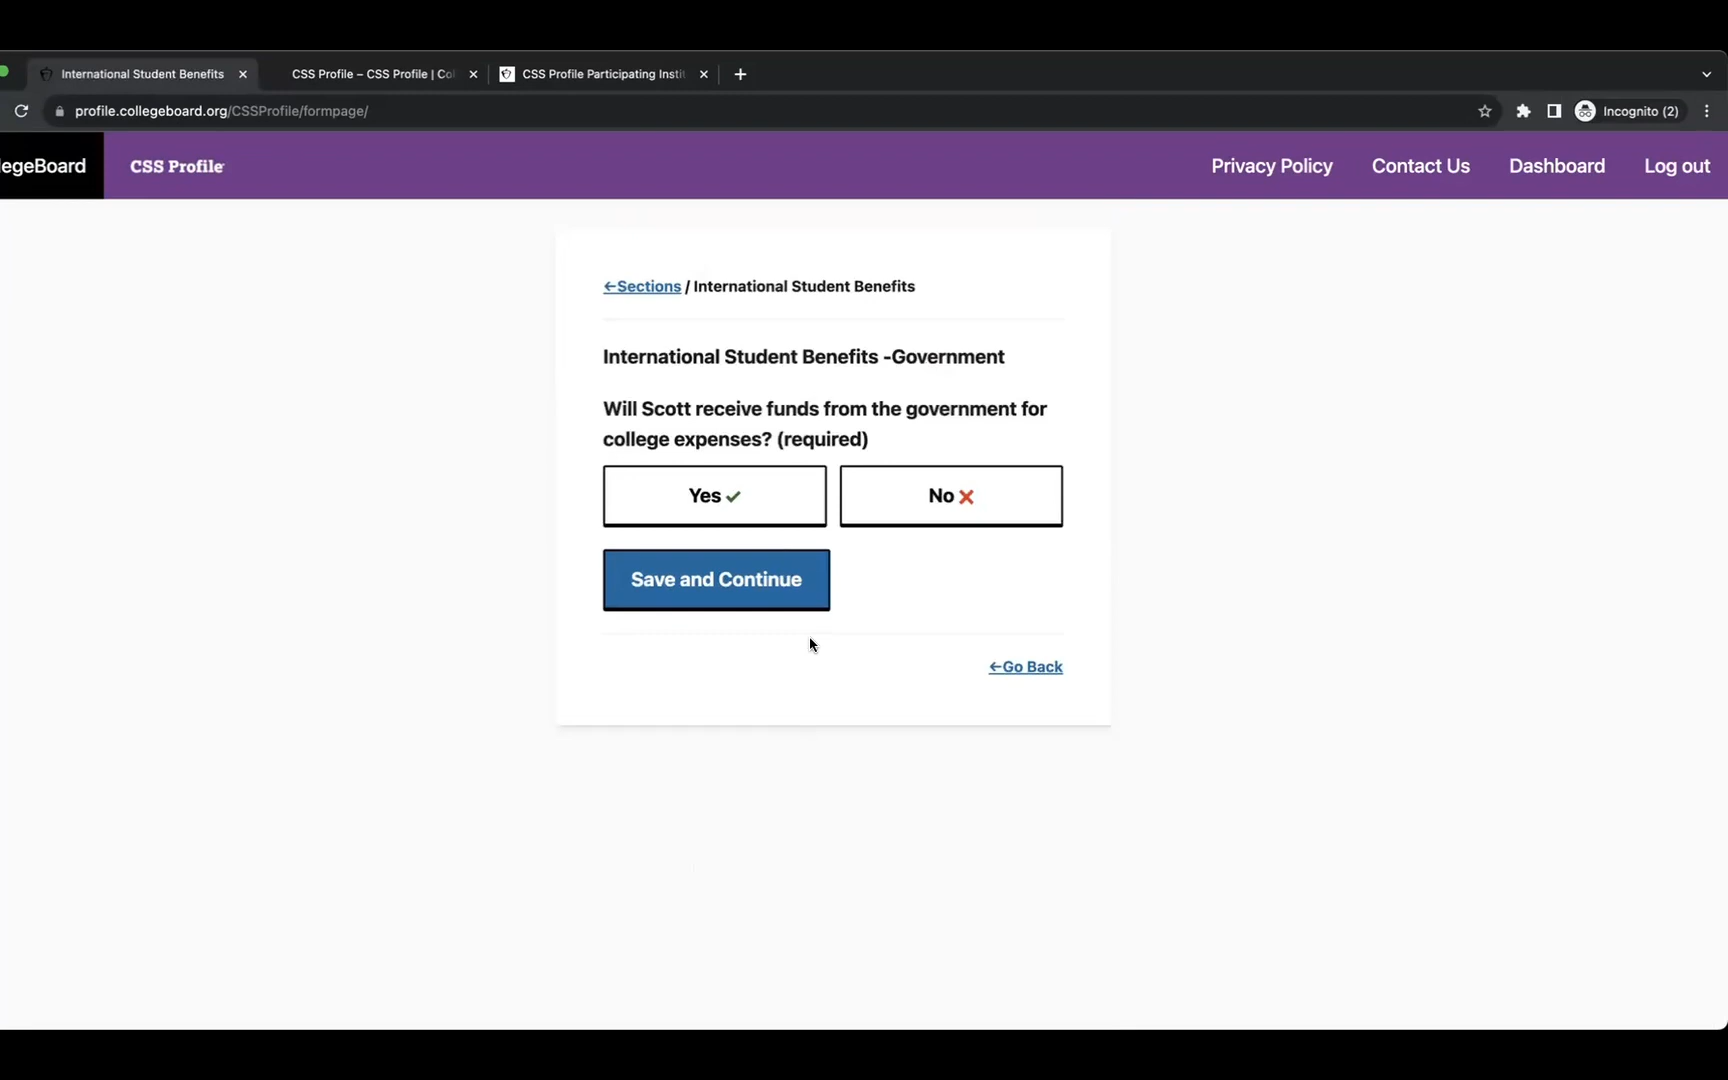 International Student Benefits
CSS Profile – CSS Profile | Co
CSS Profile Participating Insti
profile.collegeboard.org/CSSProfile/formpage/
Incognito (2)
legeBoard
CSS Profile
Privacy Policy
Contact Us
Dashboard
Log out
←Sections / International Student Benefits
International Student Benefits -Government
Will Scott receive funds from the government for
college expenses? (required)
Yes ✓
No ✗
Save and Continue
←Go Back